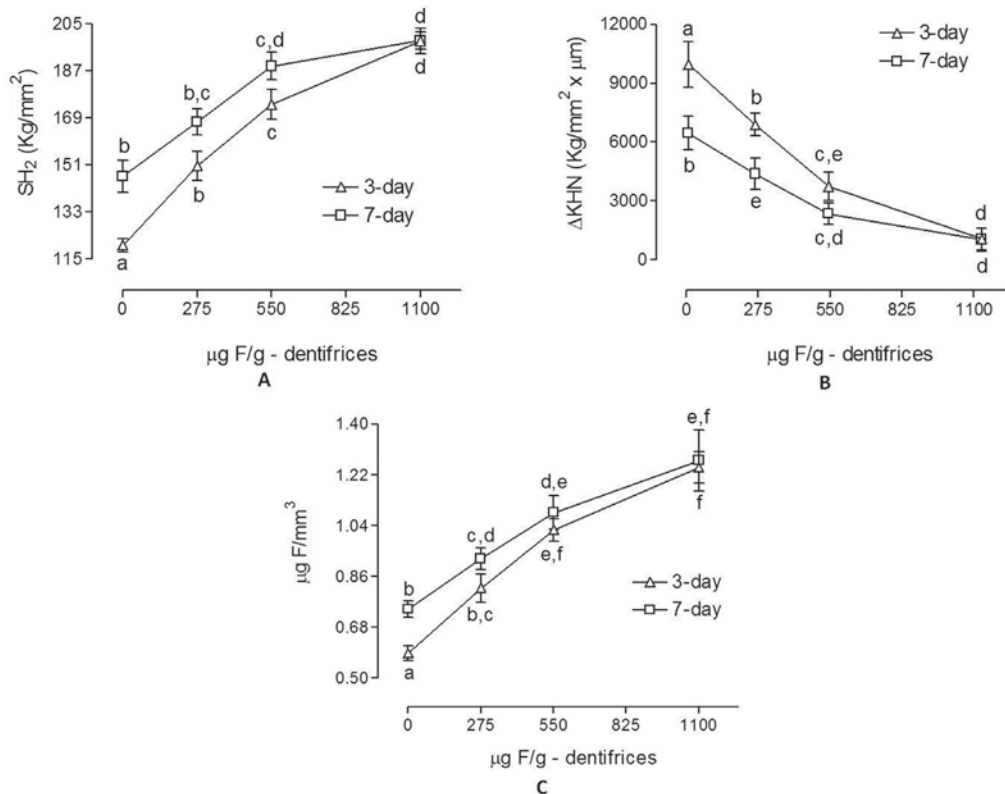 SH₂ (Kg/mm²)
205
187
169
151
133
115
b
b,c
c,d
d
a
b
c
d
3-day
7-day
0 275 550 825 1100
μg F/g - dentifrices
A
ΔKHN (Kg/mm² x μm)
12000
9000
6000
3000
0
a
b
c,e
d
b
e
c,d
d
3-day
7-day
0 275 550 825 1100
μg F/g - dentifrices
B
μg F/mm³
1.40
1.22
1.04
0.86
0.68
0.50
b
c,d
d,e
e,f
a
b,c
e,f
f
3-day
7-day
0 275 550 825 1100
μg F/g - dentifrices
C